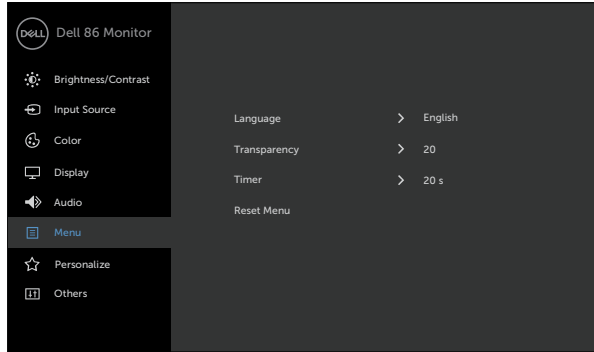 DELL Dell 86 Monitor
Brightness/Contrast
Input Source
Color
Display
Audio
Menu
Personalize
Others
Language > English
Transparency > 20
Timer > 20 s
Reset Menu